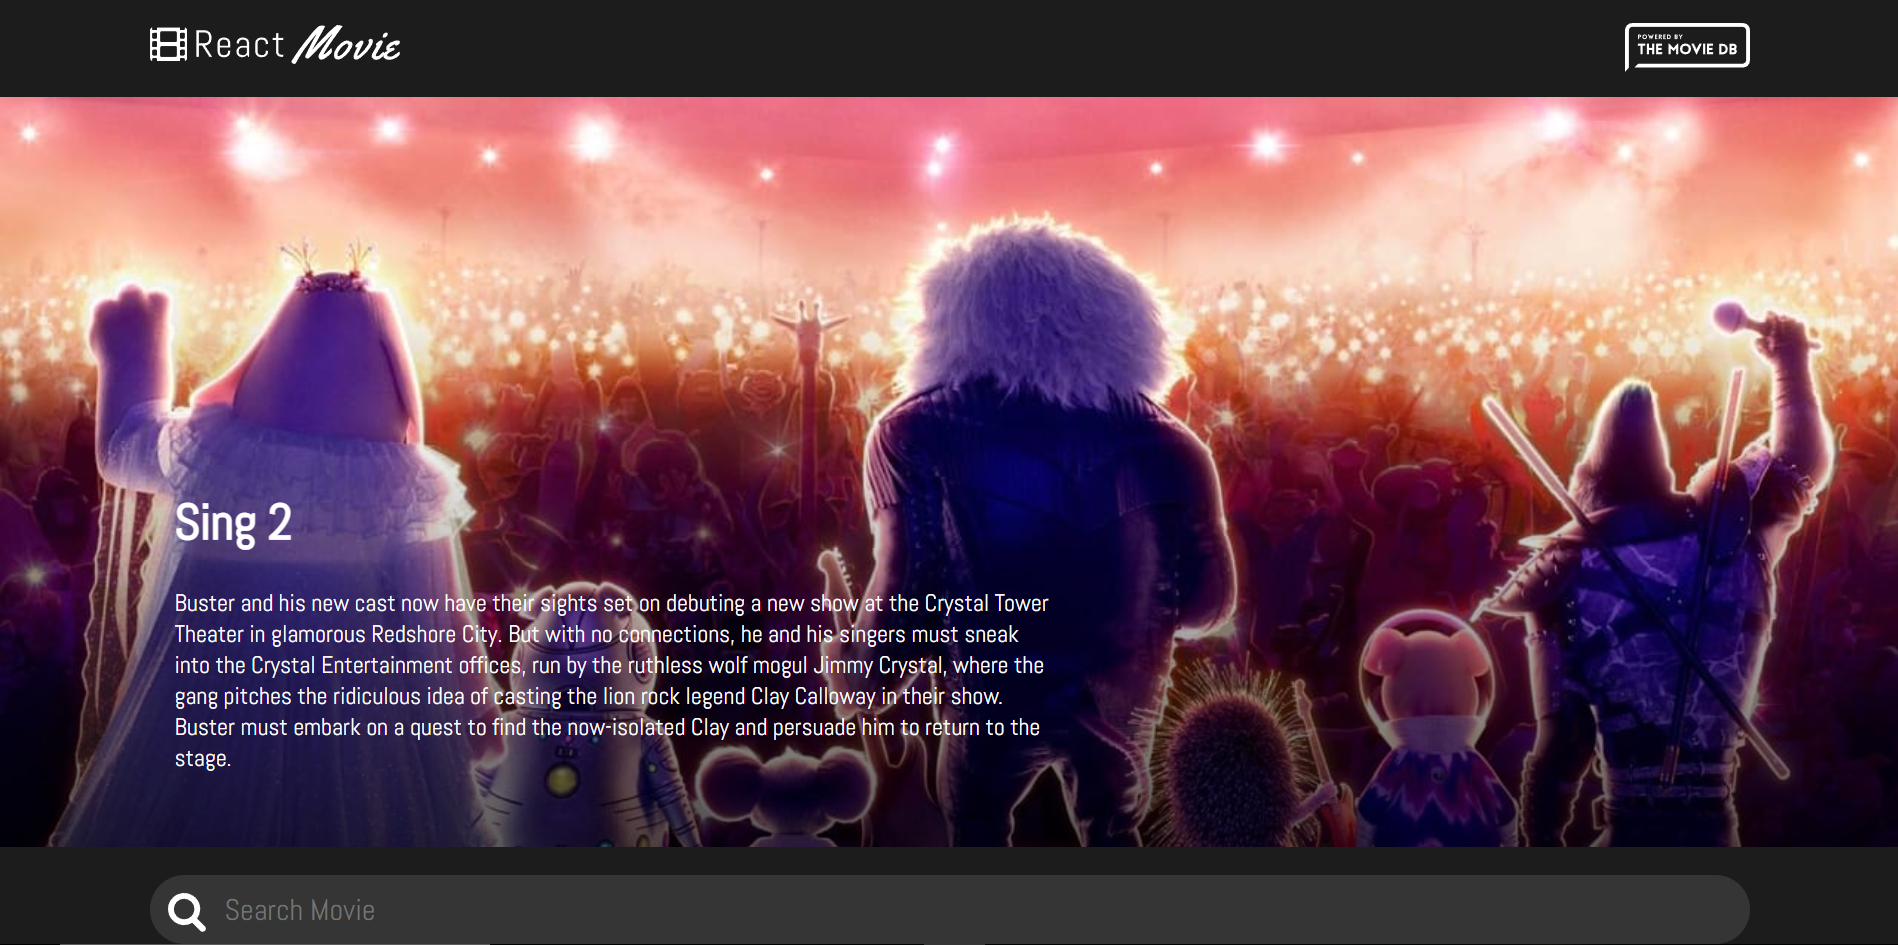 React Movie
POWERED BY
THE MOVIE DB
Sing 2
Buster and his new cast now have their sights set on debuting a new show at the Crystal Tower
Theater in glamorous Redshore City. But with no connections, he and his singers must sneak
into the Crystal Entertainment offices, run by the ruthless wolf mogul Jimmy Crystal, where the
gang pitches the ridiculous idea of casting the lion rock legend Clay Calloway in their show.
Buster must embark on a quest to find the now-isolated Clay and persuade him to return to the
stage.
Search Movie